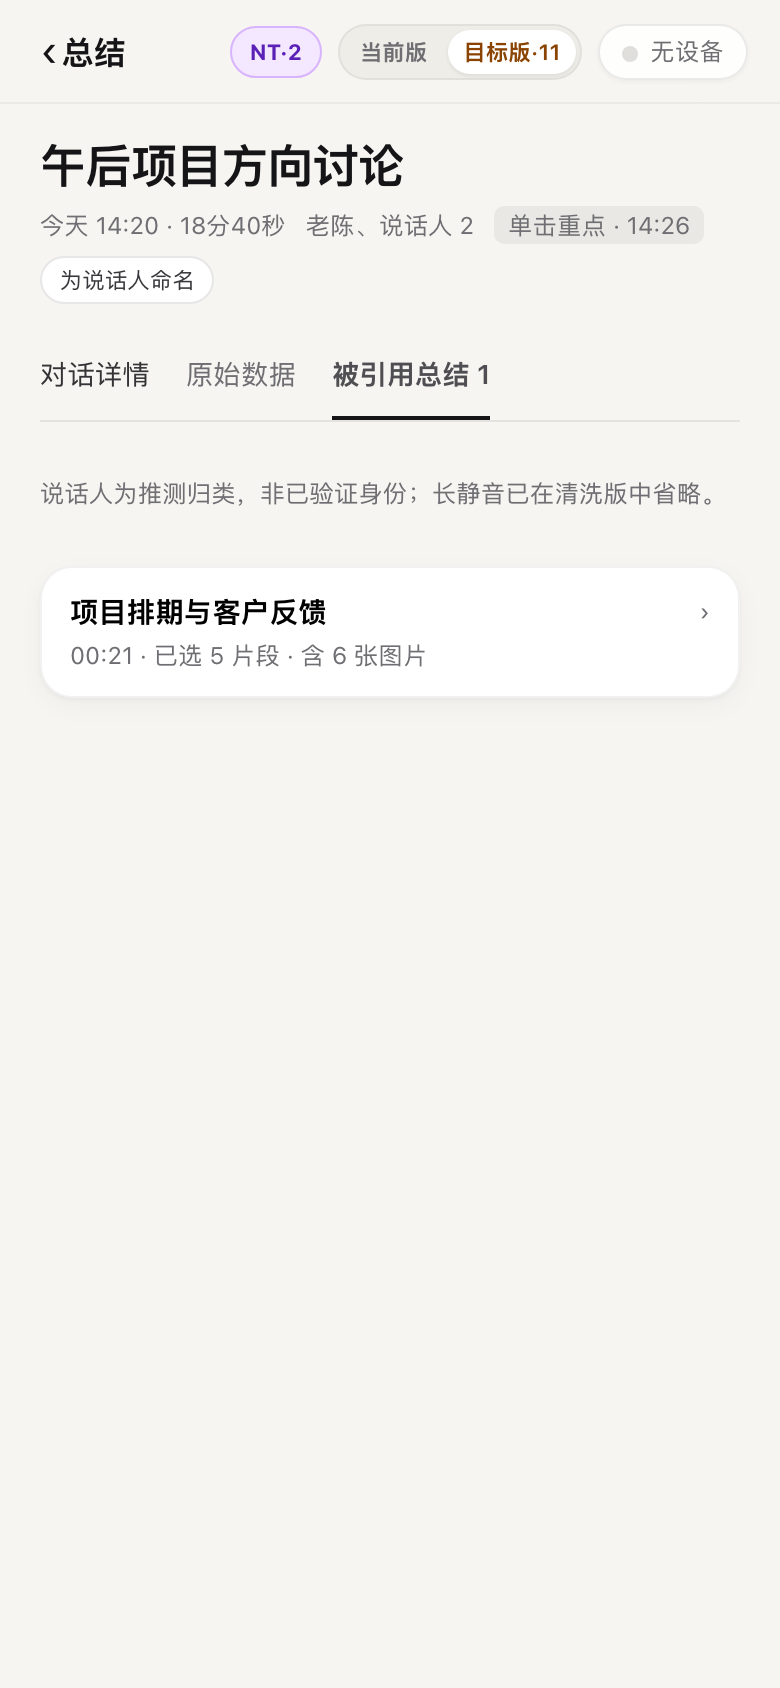 ‹ 总结 NT·2 当前版 目标版·11 无设备
午后项目方向讨论
今天 14:20 · 18分40秒 老陈、说话人 2 单击重点 · 14:26
为说话人命名
对话详情 原始数据 被引用总结 1
说话人为推测归类，非已验证身份；长静音已在清洗版中省略。
项目排期与客户反馈 ›
00:21 · 已选 5 片段 · 含 6 张图片